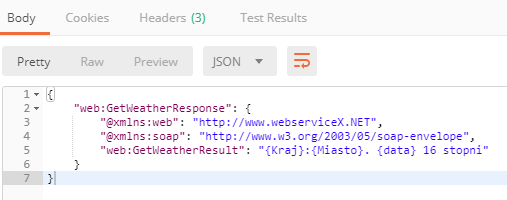 Body Cookies Headers (3) Test Results
Pretty Raw Preview JSON
1 {
2 "web:GetWeatherResponse": {
3 "@xmlns:web": "http://www.webserviceX.NET",
4 "@xmlns:soap": "http://www.w3.org/2003/05/soap-envelope",
5 "web:GetWeatherResult": "{Kraj}:{Miasto}. {data} 16 stopni"
6 }
7 }